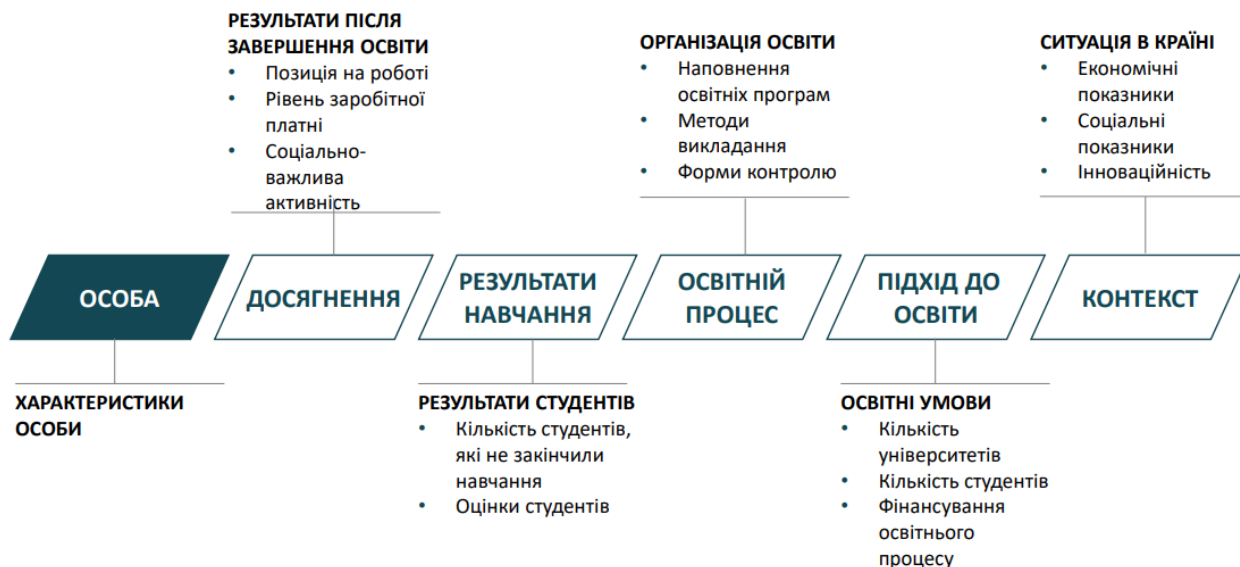 РЕЗУЛЬТАТИ ПІСЛЯ
ЗАВЕРШЕННЯ ОСВІТИ
• Позиція на роботі
• Рівень заробітної
платні
• Соціально-
важлива
активність
ОРГАНІЗАЦІЯ ОСВІТИ
• Наповнення
освітніх програм
• Методи
викладання
• Форми контролю
СИТУАЦІЯ В КРАЇНІ
• Економічні
показники
• Соціальні
показники
• Інноваційність
ОСОБА
ДОСЯГНЕННЯ
РЕЗУЛЬТАТИ
НАВЧАННЯ
ОСВІТНІЙ
ПРОЦЕС
ПІДХІД ДО
ОСВІТИ
КОНТЕКСТ
ХАРАКТЕРИСТИКИ
ОСОБИ
РЕЗУЛЬТАТИ СТУДЕНТІВ
• Кількість студентів,
які не закінчили
навчання
• Оцінки студентів
ОСВІТНІ УМОВИ
• Кількість
університетів
• Кількість студентів
• Фінансування
освітнього
процесу